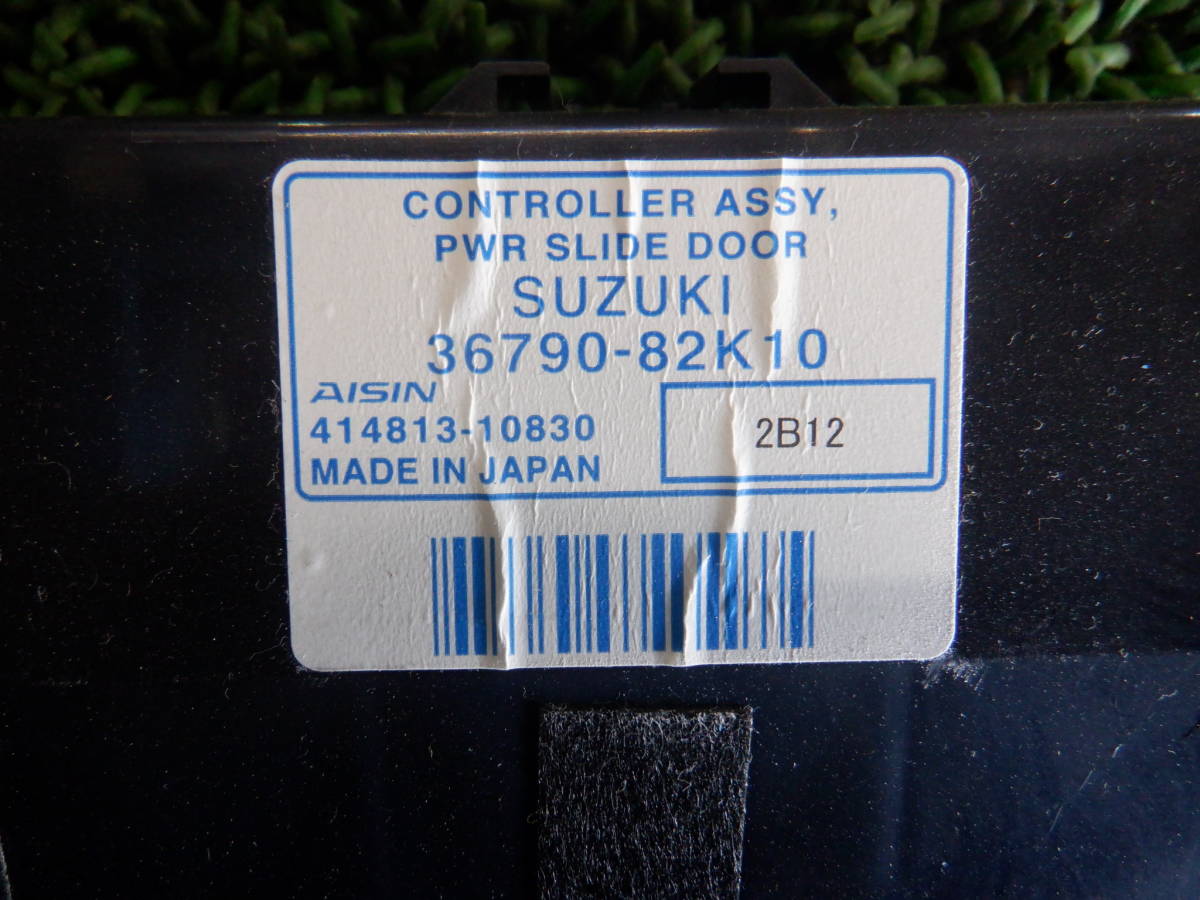 CONTROLLER ASSY,
PWR SLIDE DOOR
SUZUKI
36790-82K10
AISIN
414813-10830
MADE IN JAPAN
2B12